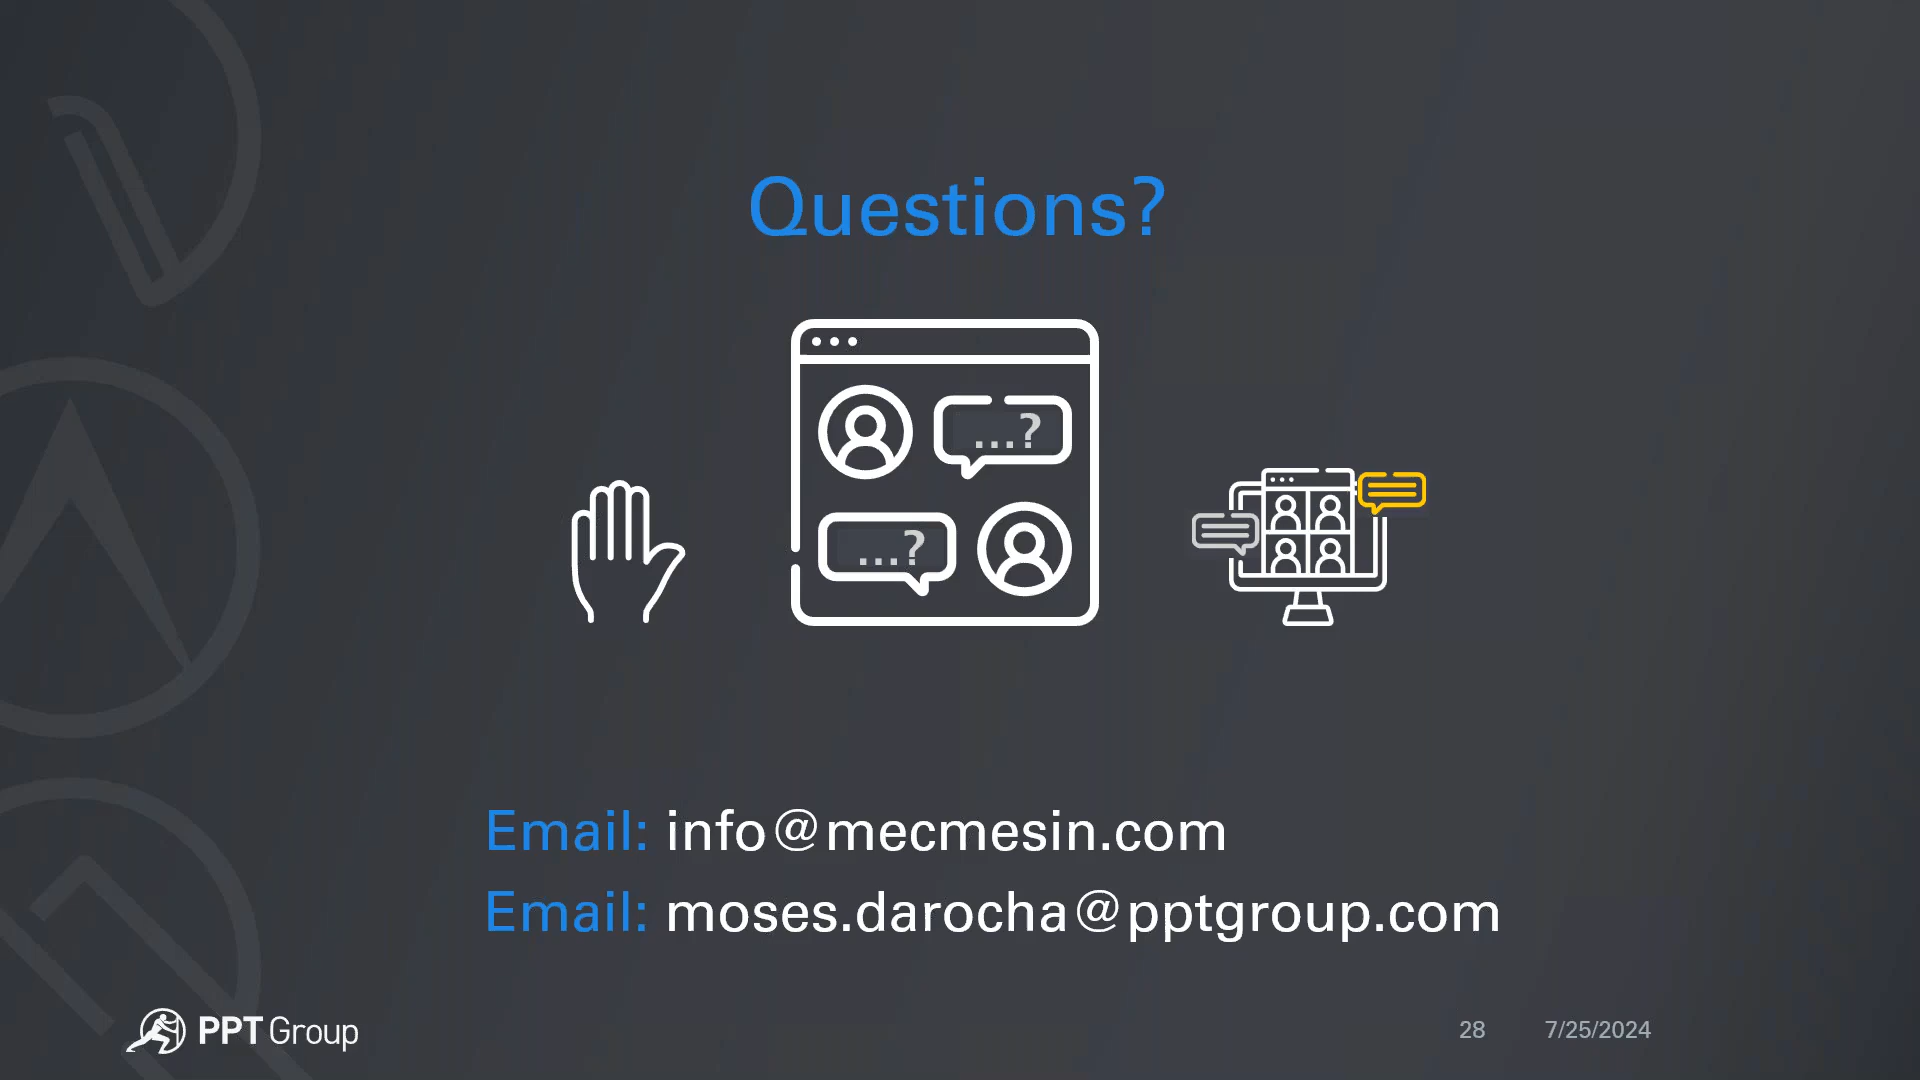 Questions?
...?
...?
Email: info@mecmesin.com
Email: moses.darocha@pptgroup.com
PPT Group
28 7/25/2024